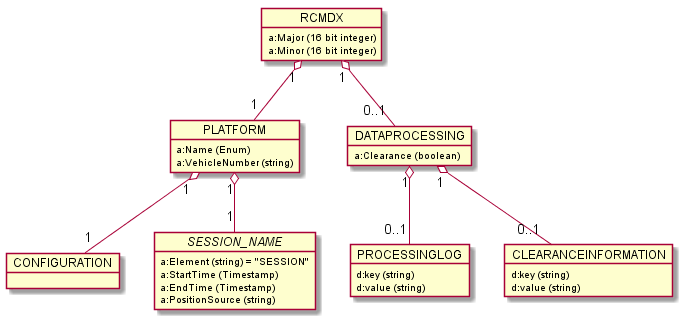 RCMDX
a:Major (16 bit integer)
a:Minor (16 bit integer)
1
1
1
0..1
PLATFORM
a:Name (Enum)
a:VehicleNumber (string)
DATAPROCESSING
a:Clearance (boolean)
1
1
1
1
1
1
0..1
0..1
CONFIGURATION
SESSION_NAME
a:Element (string) = "SESSION"
a:StartTime (Timestamp)
a:EndTime (Timestamp)
a:PositionSource (string)
PROCESSINGLOG
d:key (string)
d:value (string)
CLEARANCEINFORMATION
d:key (string)
d:value (string)